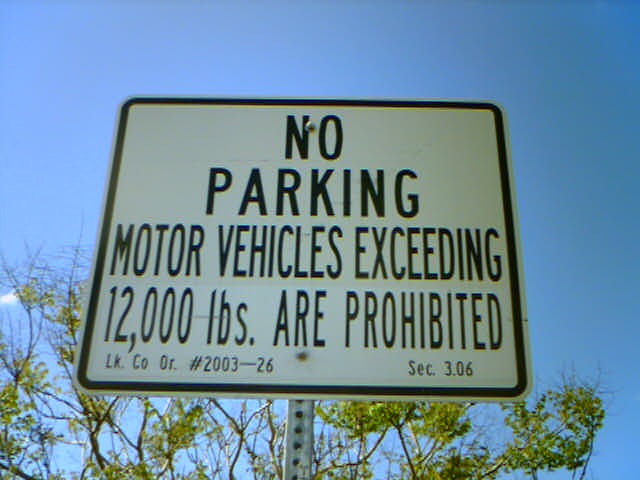 NO
PARKING
MOTOR VEHICLES EXCEEDING
12,000 lbs. ARE PROHIBITED
Lk. Co Or. #2003-26 Sec. 3.06